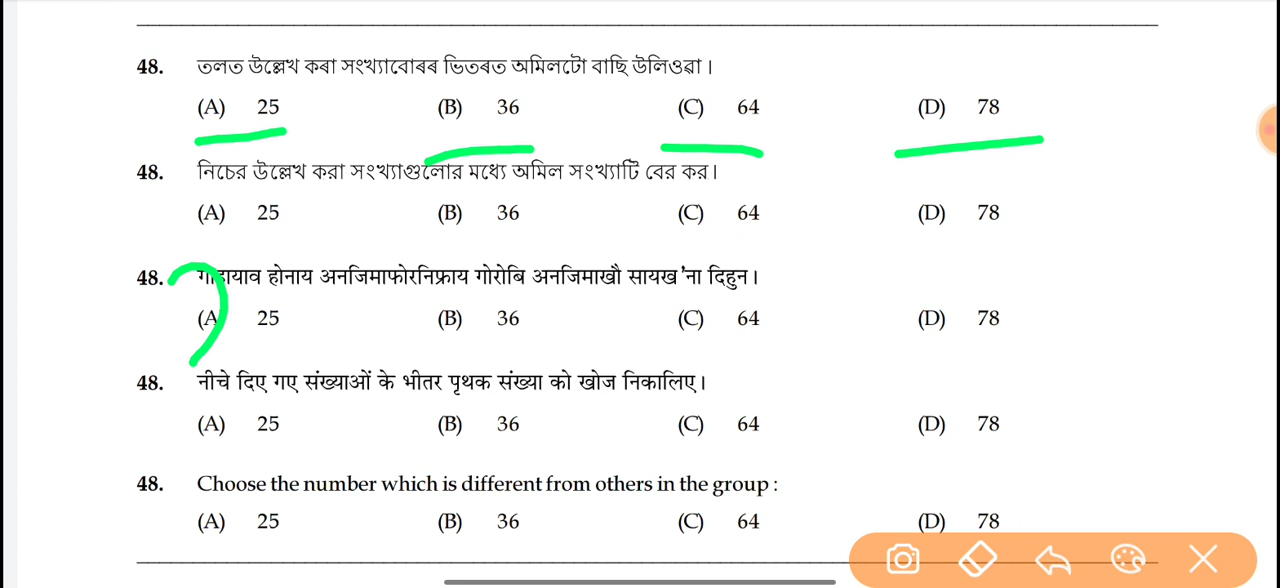 48. তলত উল্লেখ কৰা সংখ্যাবোৰৰ ভিতৰত অমিলটো বাছি উলিওৱা ।
(A) 25 (B) 36 (C) 64 (D) 78
48. নিচের উল্লেখ করা সংখ্যাগুলোর মধ্যে অমিল সংখ্যাটি বের কর।
(A) 25 (B) 36 (C) 64 (D) 78
48. होनाय अनजिमाफोरनिफ्राय गोरोबि अनजिमाखौ सायख'ना दिहुन।
(A 25 (B) 36 (C) 64 (D) 78
48. नीचे दिए गए संख्याओं के भीतर पृथक संख्या को खोज निकालिए।
(A) 25 (B) 36 (C) 64 (D) 78
48. Choose the number which is different from others in the group :
(A) 25 (B) 36 (C) 64 (D) 78